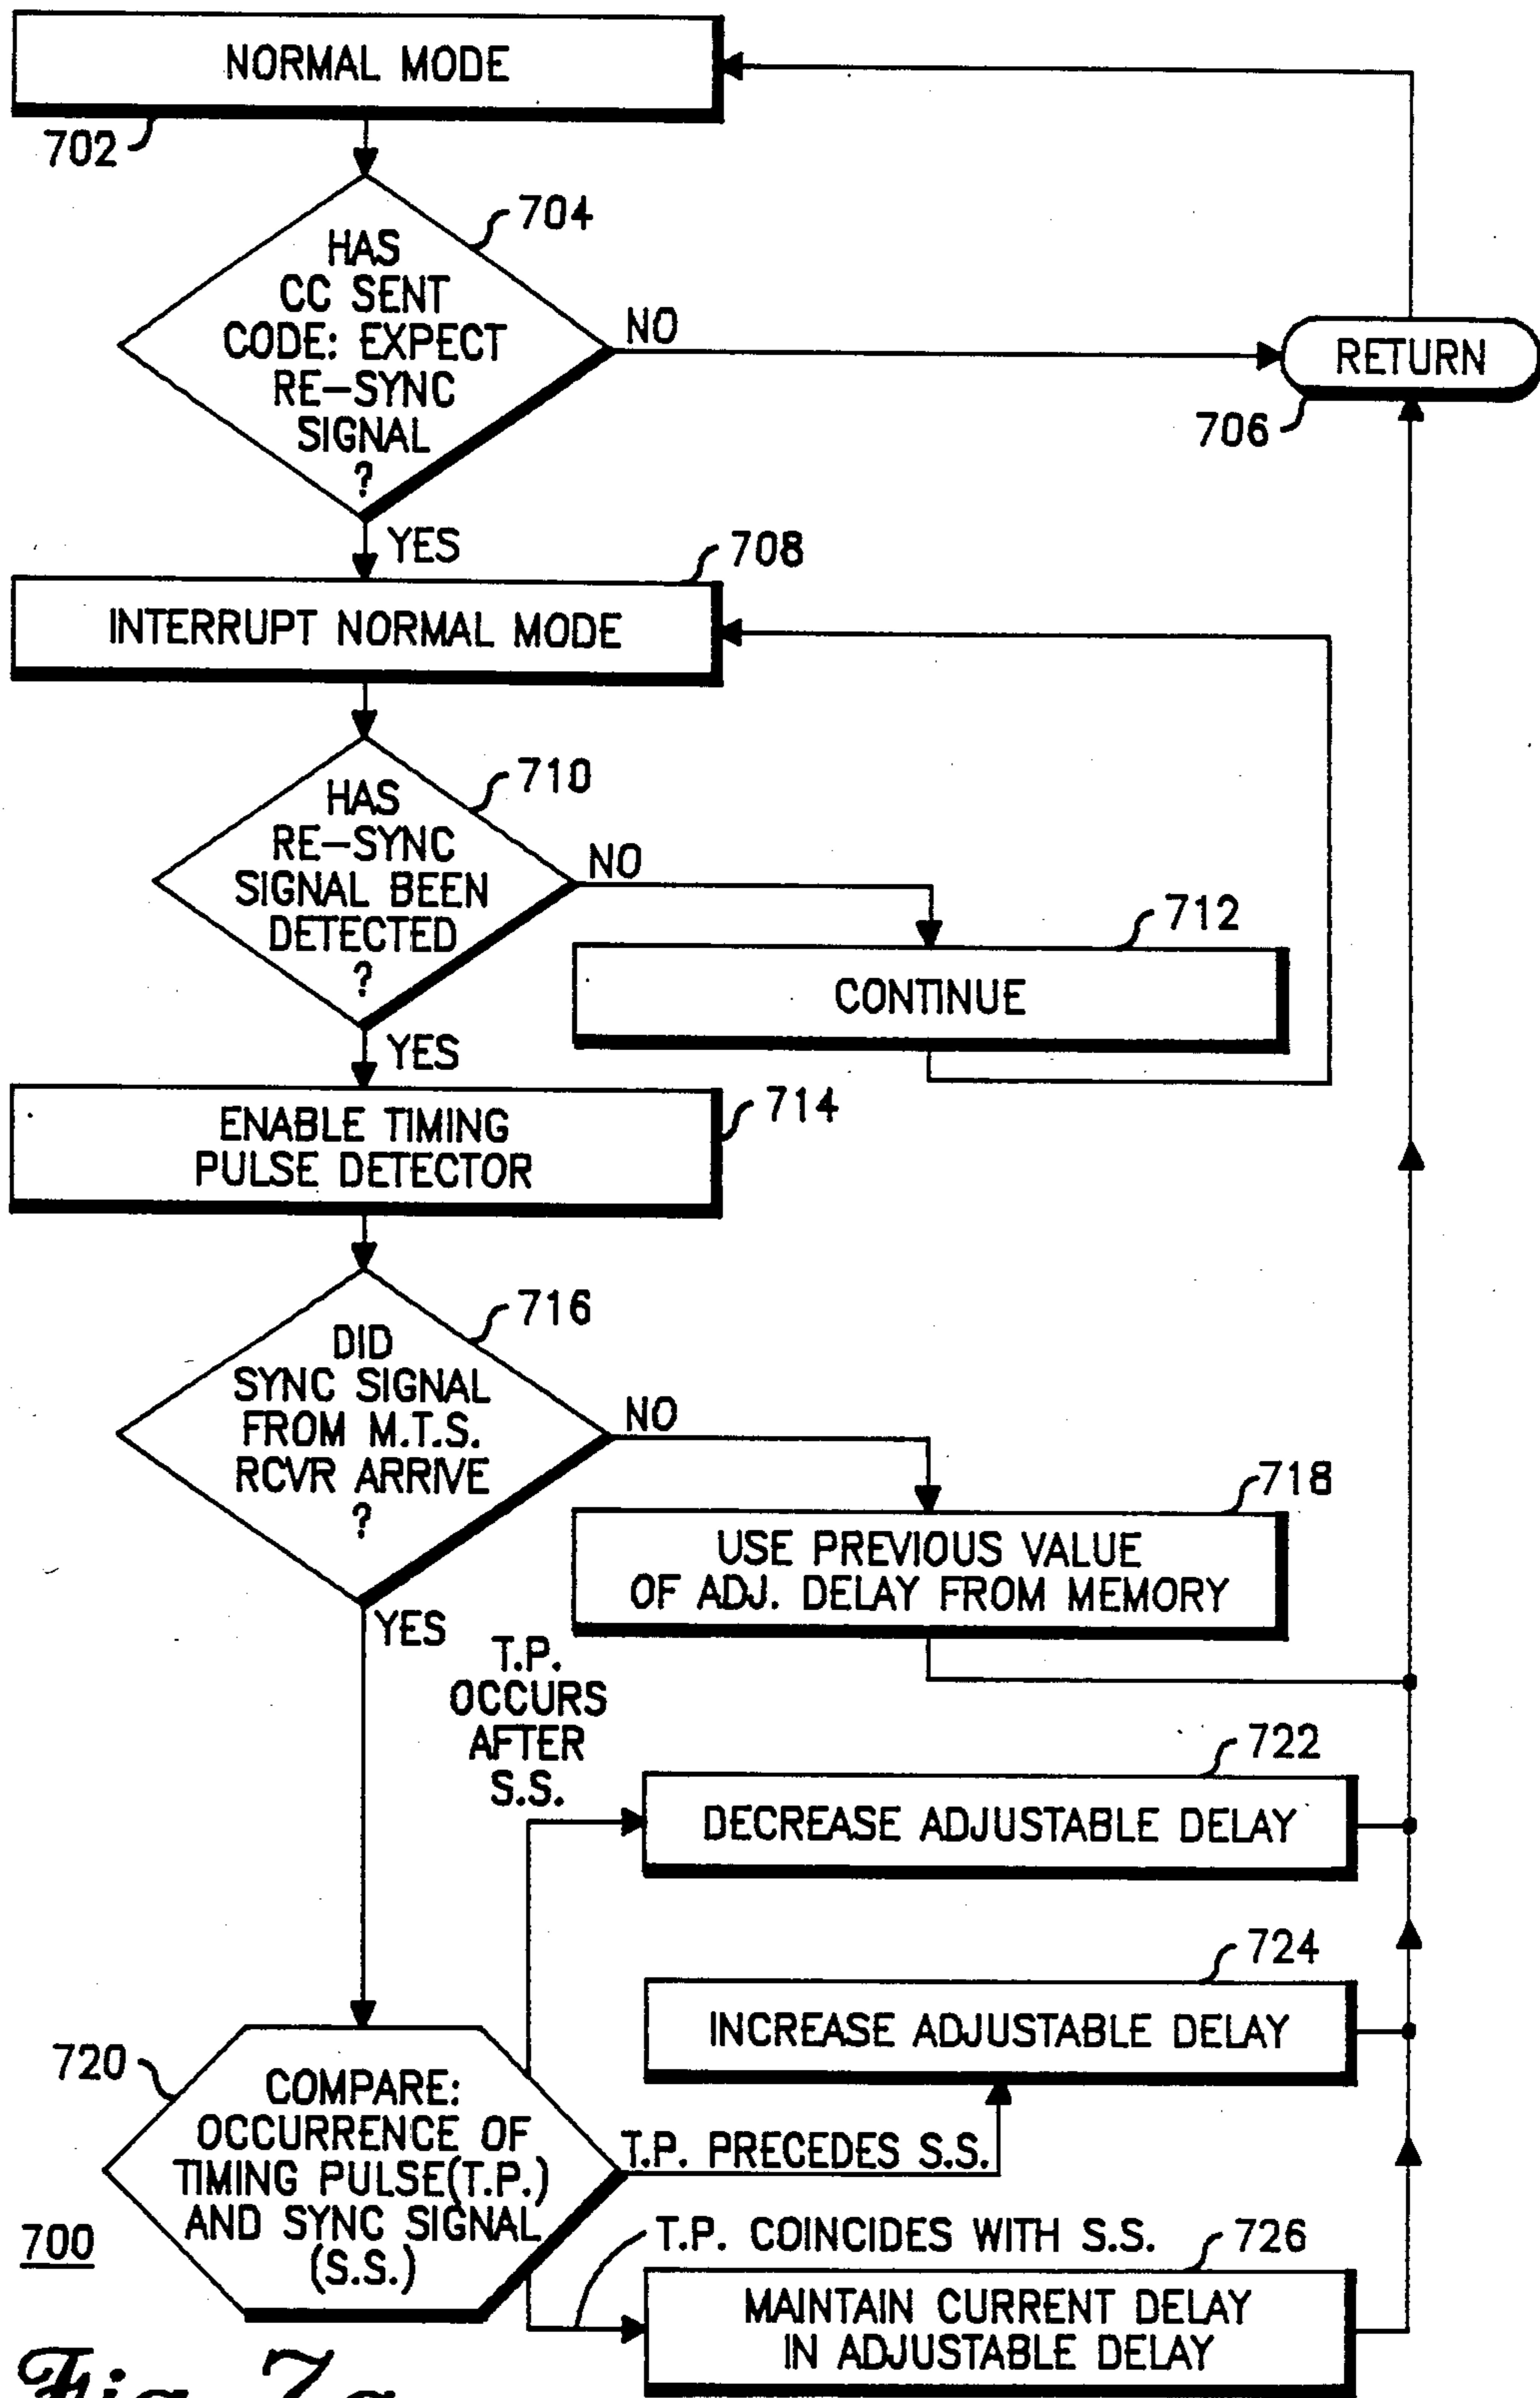 NORMAL MODE
702
704
HAS
CC SENT
CODE: EXPECT
RE-SYNC
SIGNAL
?
NO
RETURN
706
YES
708
INTERRUPT NORMAL MODE
710
HAS
RE-SYNC
SIGNAL BEEN
DETECTED
?
NO
712
CONTINUE
YES
714
ENABLE TIMING
PULSE DETECTOR
716
DID
SYNC SIGNAL
FROM M.T.S.
RCVR ARRIVE
?
NO
718
USE PREVIOUS VALUE
OF ADJ. DELAY FROM MEMORY
YES
T.P.
OCCURS
AFTER
S.S.
722
DECREASE ADJUSTABLE DELAY
724
INCREASE ADJUSTABLE DELAY
720
COMPARE:
OCCURRENCE OF
TIMING PULSE(T.P.)
AND SYNC SIGNAL
(S.S.)
T.P. PRECEDES S.S.
T.P. COINCIDES WITH S.S.
726
MAINTAIN CURRENT DELAY
IN ADJUSTABLE DELAY
700
Fig. 7a